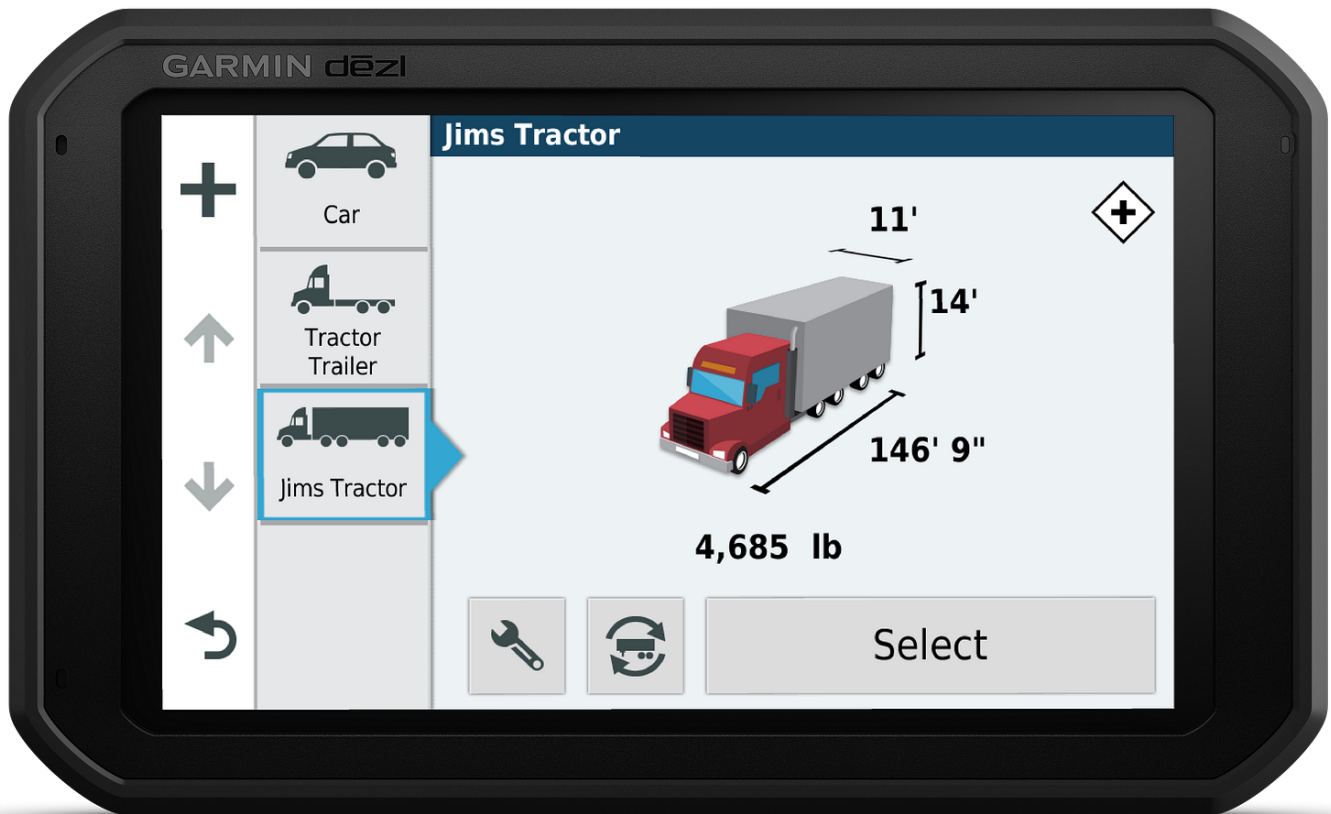 GARMIN dēzl
Jims Tractor
Car
Tractor
Trailer
Jims Tractor
11'
14'
146' 9"
4,685 lb
Select